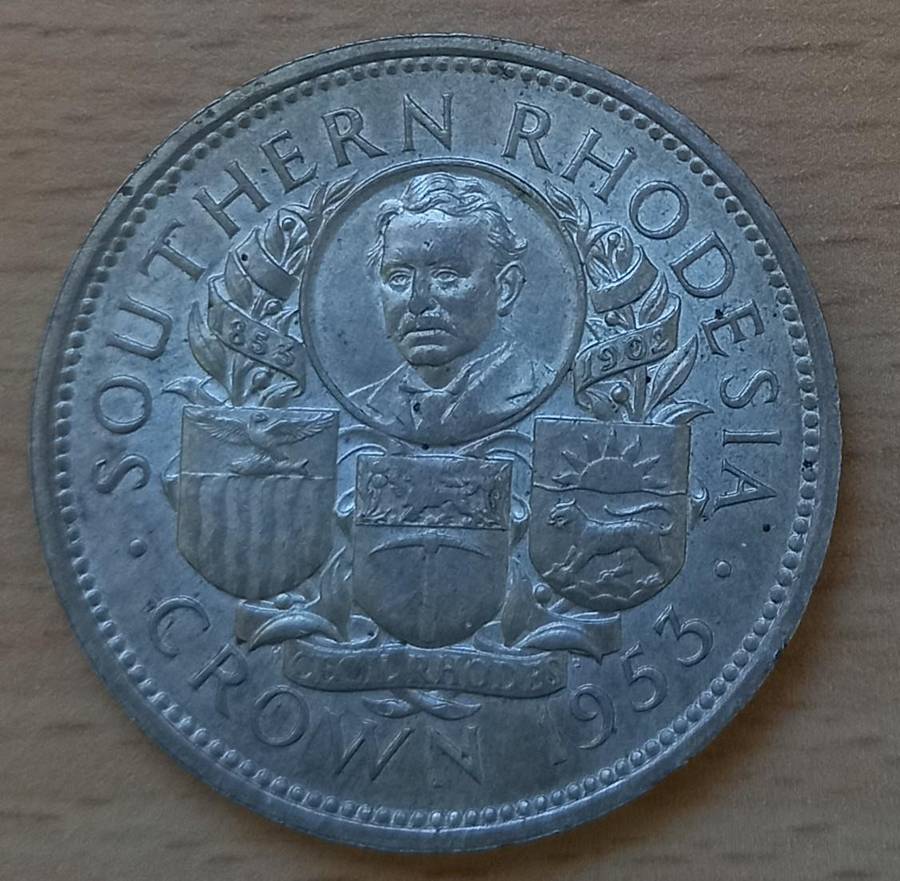 SOUTHERN RHODESIA
1853
1902
CECIL RHODES
CROWN 1953